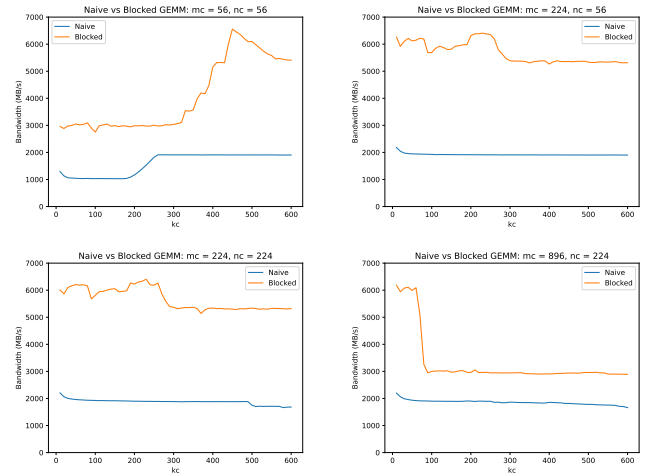 Naive vs Blocked GEMM: mc = 56, nc = 56
7000
6000
5000
4000
3000
2000
1000
0
Bandwidth (MB/s)
Naive
Blocked
0 100 200 300 400 500 600
kc
Naive vs Blocked GEMM: mc = 224, nc = 56
7000
6000
5000
4000
3000
2000
1000
0
Bandwidth (MB/s)
Naive
Blocked
0 100 200 300 400 500 600
kc
Naive vs Blocked GEMM: mc = 224, nc = 224
7000
6000
5000
4000
3000
2000
1000
0
Bandwidth (MB/s)
Naive
Blocked
0 100 200 300 400 500 600
kc
Naive vs Blocked GEMM: mc = 896, nc = 224
7000
6000
5000
4000
3000
2000
1000
0
Bandwidth (MB/s)
Naive
Blocked
0 100 200 300 400 500 600
kc